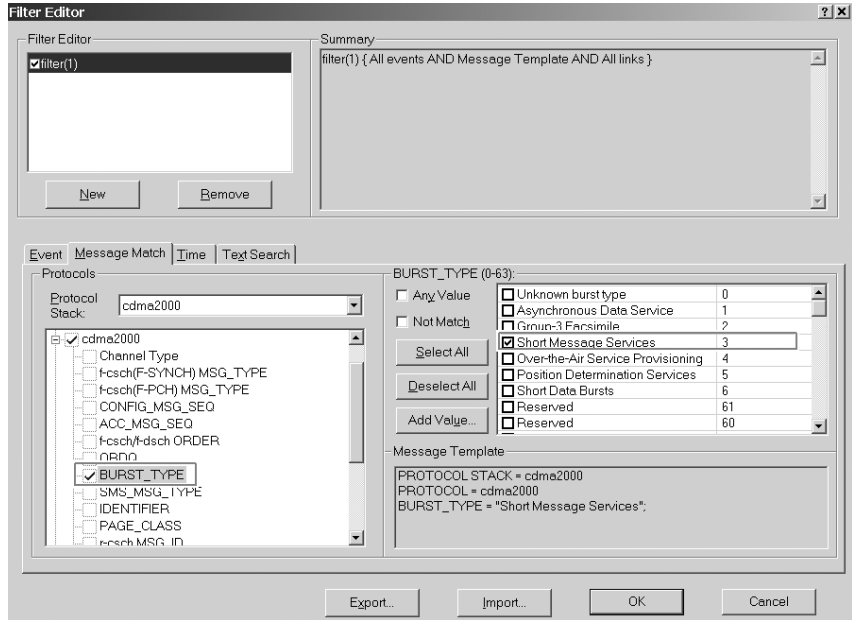 Filter Editor
Filter Editor
filter(1)
New
Remove
Summary
filter(1) { All events AND Message Template AND All links }
Event
Message Match
Time
Text Search
Protocols
Protocol
Stack:
cdma2000
cdma2000
Channel Type
f-csch(F-SYNCH) MSG_TYPE
f-csch(F-PCH) MSG_TYPE
CONFIG_MSG_SEQ
ACC_MSG_SEQ
f-csch/f-dsch ORDER
ORDQ
BURST_TYPE
SMS_MSG_TYPE
IDENTIFIER
PAGE_CLASS
r-csch MSG_ID
BURST_TYPE (0-63):
Any Value
Not Match
Select All
Deselect All
Add Value...
Unknown burst type 0
Asynchronous Data Service 1
Group-3 Facsimile 2
Short Message Services 3
Over-the-Air Service Provisioning 4
Position Determination Services 5
Short Data Bursts 6
Reserved 61
Reserved 60
Message Template
PROTOCOL STACK = cdma2000
PROTOCOL = cdma2000
BURST_TYPE = "Short Message Services";
Export...
Import...
OK
Cancel